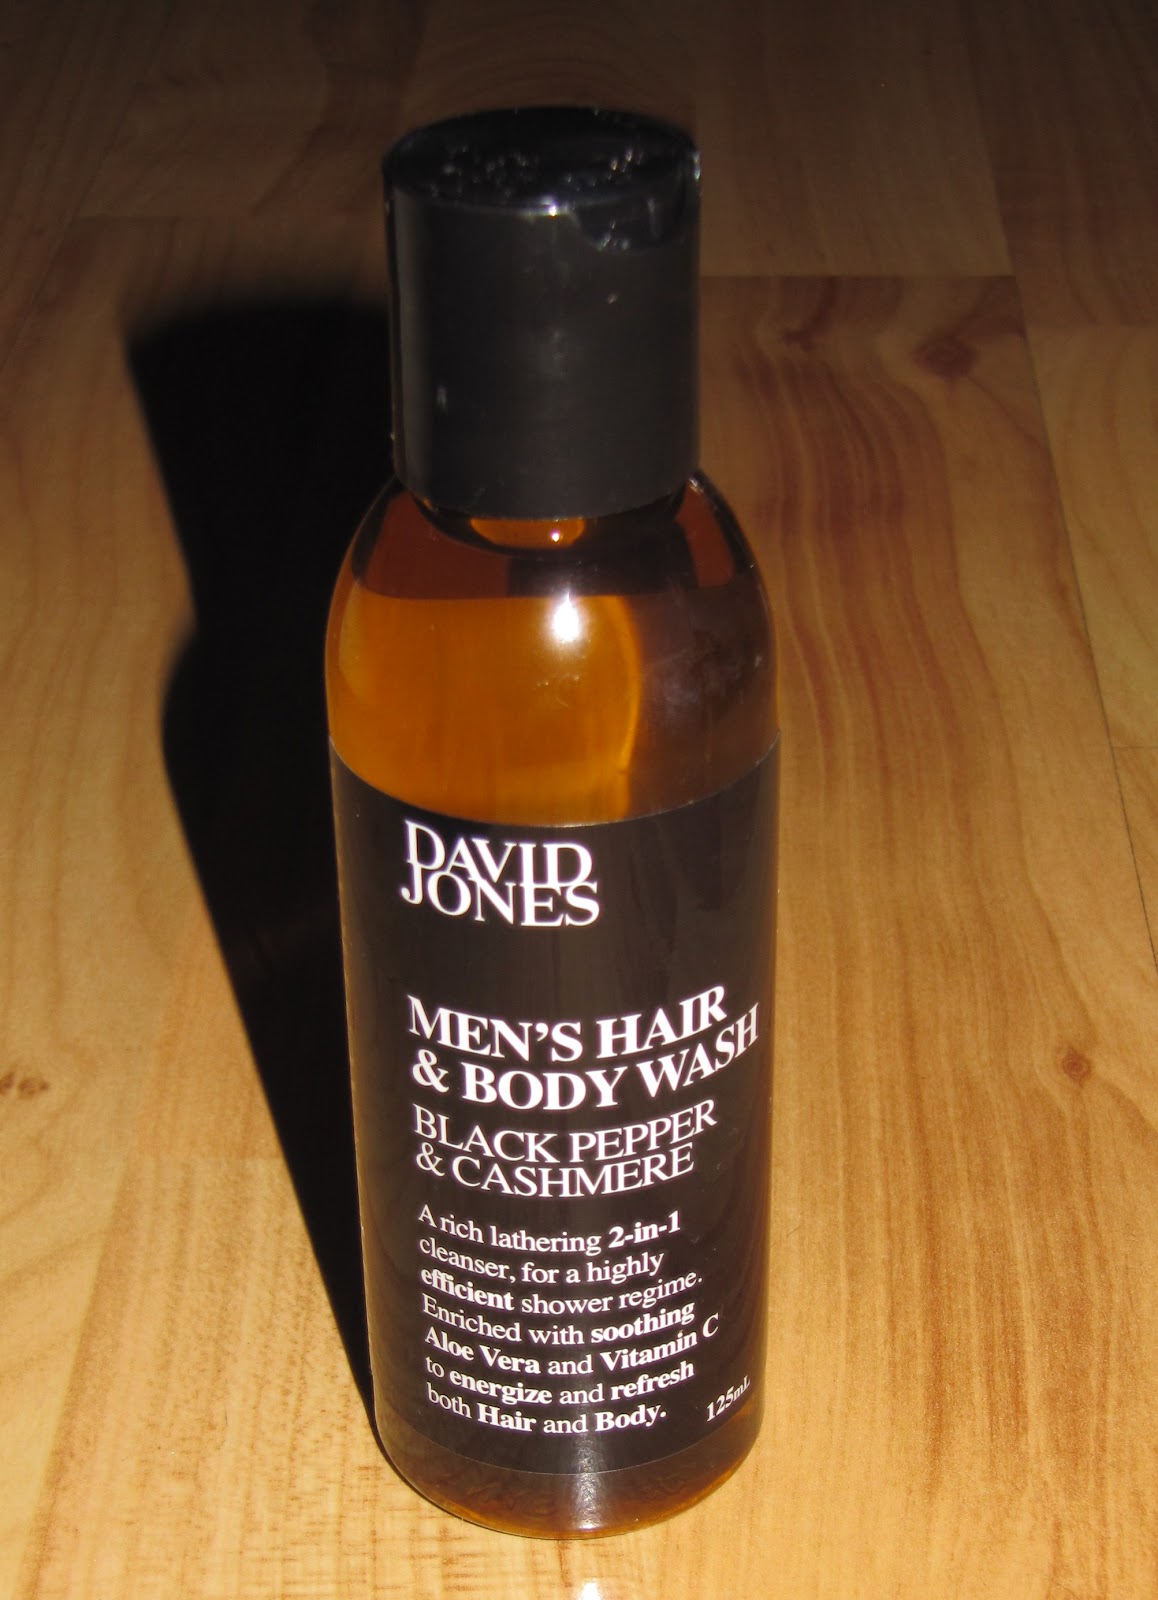 DAVID
JONES
MEN'S HAIR
& BODY WASH
BLACK PEPPER
& CASHMERE
A rich lathering 2-in-1
cleanser, for a highly
efficient shower regime.
Enriched with soothing
Aloe Vera and Vitamin C
to energize and refresh
both Hair and Body.
125mL